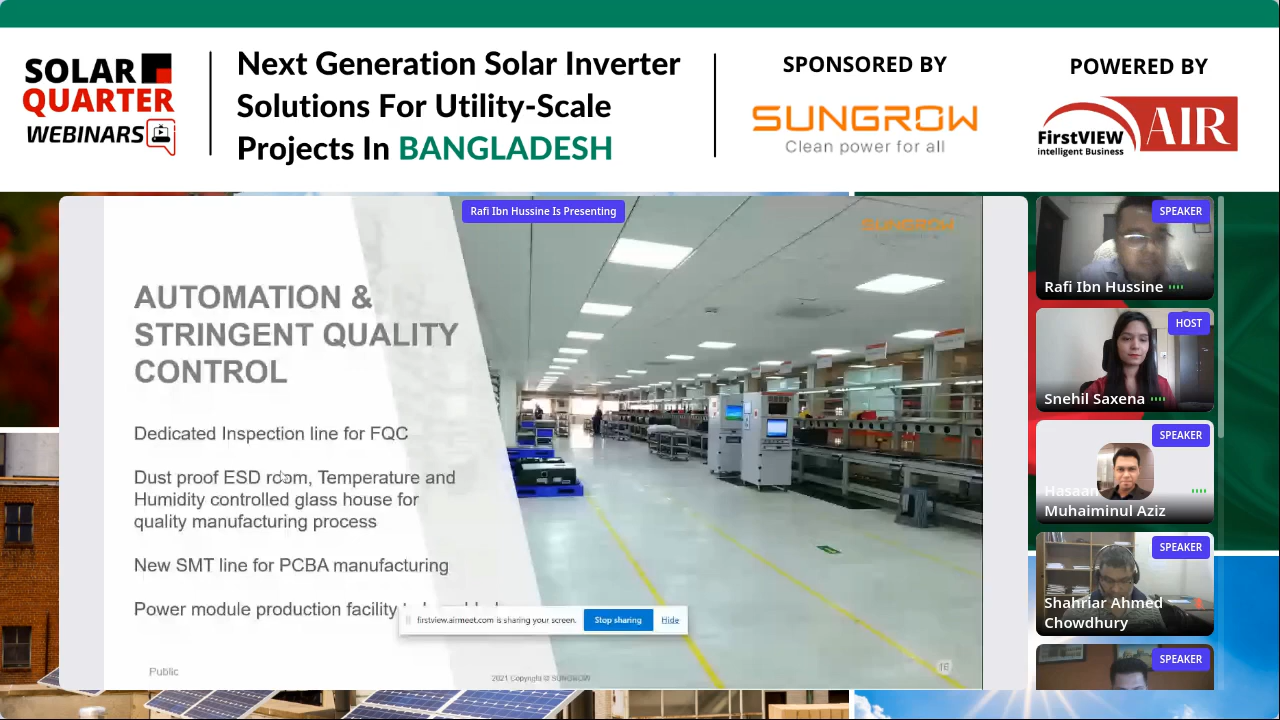 SOLAR
QUARTER
WEBINARS
Next Generation Solar Inverter
Solutions For Utility-Scale
Projects In BANGLADESH
SPONSORED BY
SUNGROW
Clean power for all
POWERED BY
FirstVIEW
intelligent Business
AIR
Rafi Ibn Hussine Is Presenting
SUNGROW
AUTOMATION &
STRINGENT QUALITY
CONTROL
Dedicated Inspection line for FQC
Dust proof ESD room, Temperature and
Humidity controlled glass house for
quality manufacturing process
New SMT line for PCBA manufacturing
Power module production facility
firstview.airmeet.com is sharing your screen.
Stop sharing
Hide
Public
2021 Copyright @ SUNGROW
16
SPEAKER
Rafi Ibn Hussine
HOST
Snehil Saxena
SPEAKER
Hasaan
Muhaiminul Aziz
SPEAKER
Shahriar Ahmed
Chowdhury
SPEAKER